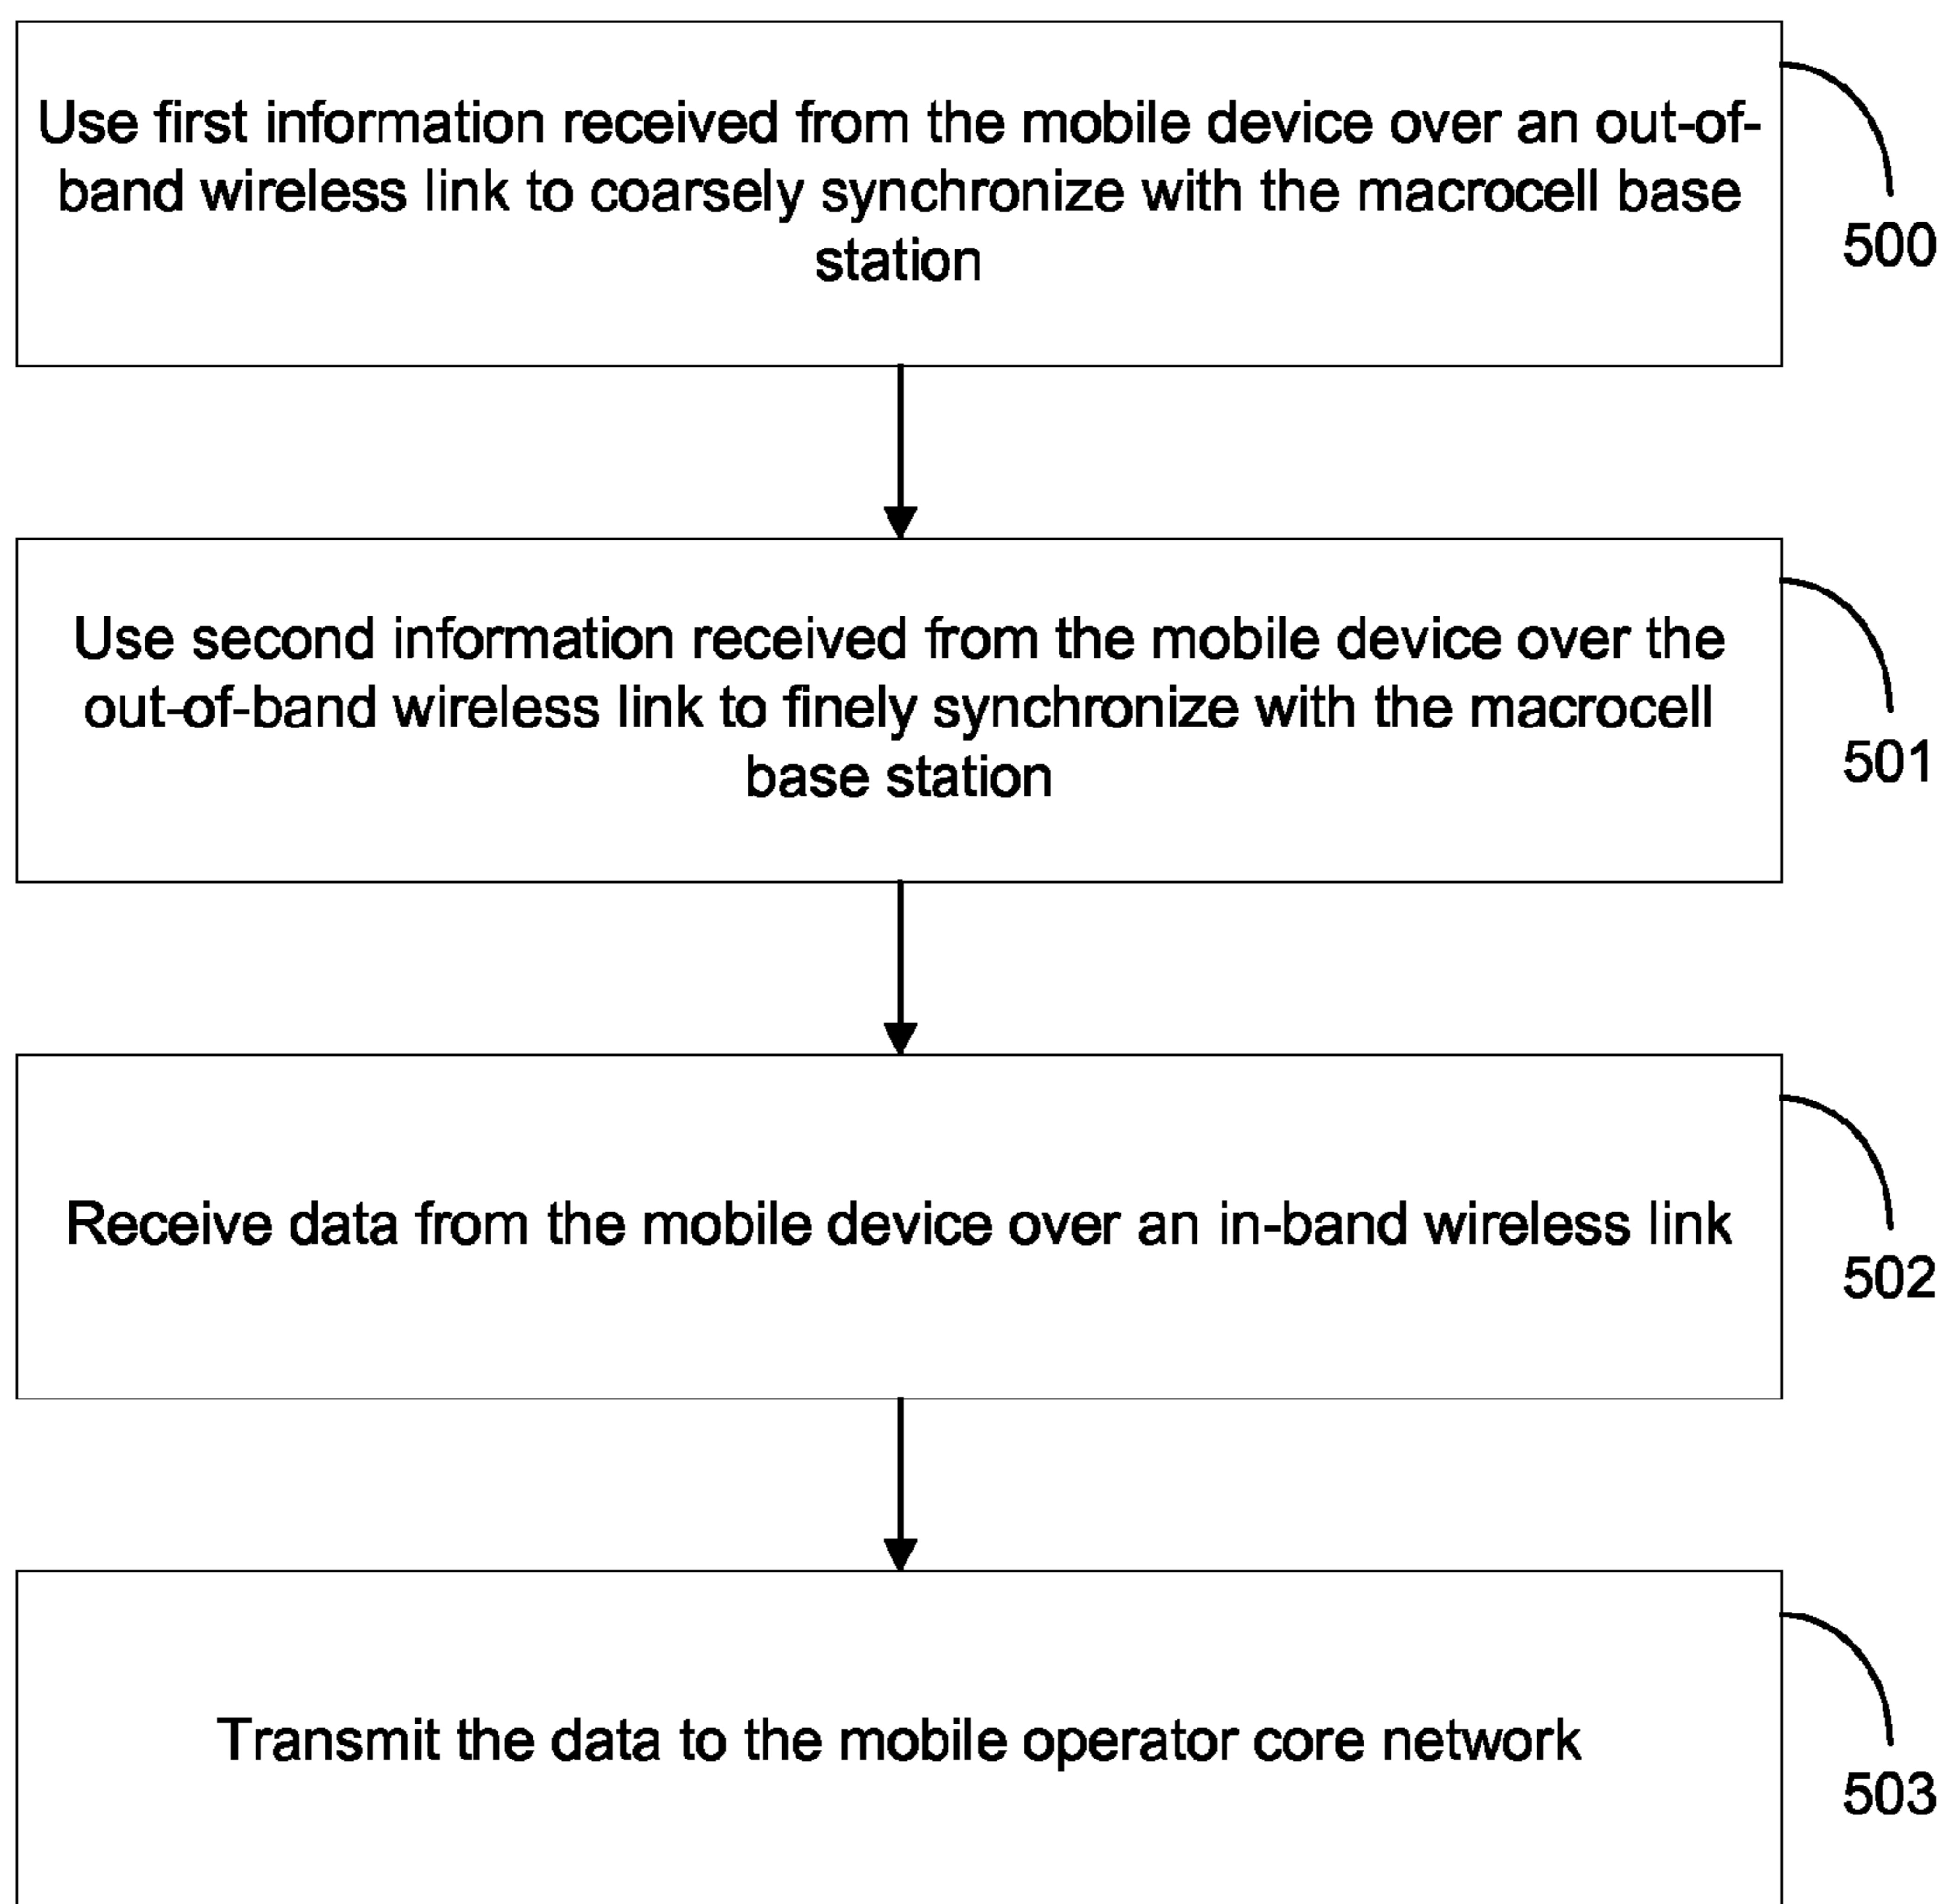 Use first information received from the mobile device over an out-of-
band wireless link to coarsely synchronize with the macrocell base
station
500
Use second information received from the mobile device over the
out-of-band wireless link to finely synchronize with the macrocell
base station
501
Receive data from the mobile device over an in-band wireless link
502
Transmit the data to the mobile operator core network
503